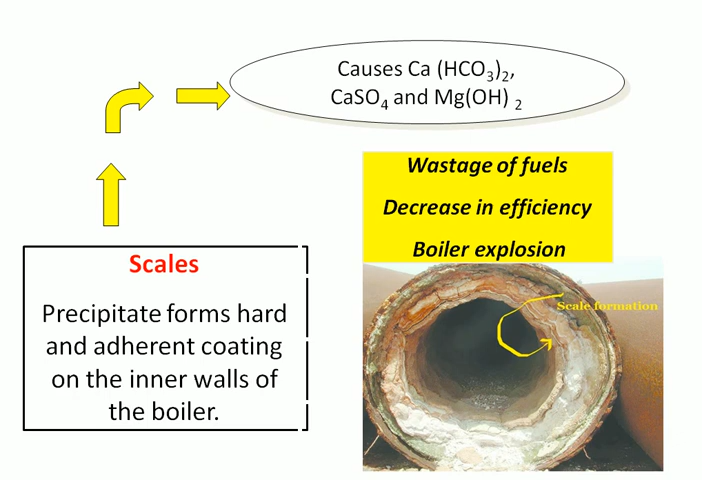 Causes Ca (HCO₃)₂,
CaSO₄ and Mg(OH) ₂
Wastage of fuels
Decrease in efficiency
Boiler explosion
Scales
Precipitate forms hard
and adherent coating
on the inner walls of
the boiler.
Scale formation